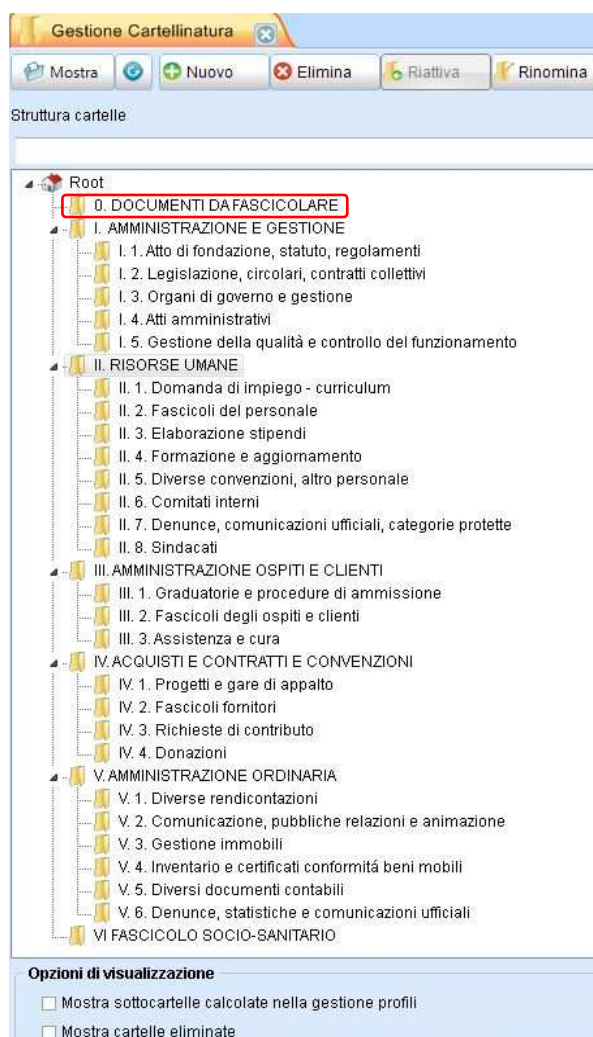 Gestione Cartellinatura
Mostra Nuovo Elimina Riattiva Rinomina
Struttura cartelle
Root
0. DOCUMENTI DA FASCICOLARE
I. AMMINISTRAZIONE E GESTIONE
I. 1. Atto di fondazione, statuto, regolamenti
I. 2. Legislazione, circolari, contratti collettivi
I. 3. Organi di governo e gestione
I. 4. Atti amministrativi
I. 5. Gestione della qualità e controllo del funzionamento
II. RISORSE UMANE
II. 1. Domanda di impiego - curriculum
II. 2. Fascicoli del personale
II. 3. Elaborazione stipendi
II. 4. Formazione e aggiornamento
II. 5. Diverse convenzioni, altro personale
II. 6. Comitati interni
II. 7. Denunce, comunicazioni ufficiali, categorie protette
II. 8. Sindacati
III. AMMINISTRAZIONE OSPITI E CLIENTI
III. 1. Graduatorie e procedure di ammissione
III. 2. Fascicoli degli ospiti e clienti
III. 3. Assistenza e cura
IV. ACQUISTI E CONTRATTI E CONVENZIONI
IV. 1. Progetti e gare di appalto
IV. 2. Fascicoli fornitori
IV. 3. Richieste di contributo
IV. 4. Donazioni
V. AMMINISTRAZIONE ORDINARIA
V. 1. Diverse rendicontazioni
V. 2. Comunicazione, pubbliche relazioni e animazione
V. 3. Gestione immobili
V. 4. Inventario e certificati conformitá beni mobili
V. 5. Diversi documenti contabili
V. 6. Denunce, statistiche e comunicazioni ufficiali
VI FASCICOLO SOCIO-SANITARIO
Opzioni di visualizzazione
Mostra sottocartelle calcolate nella gestione profili
Mostra cartelle eliminate